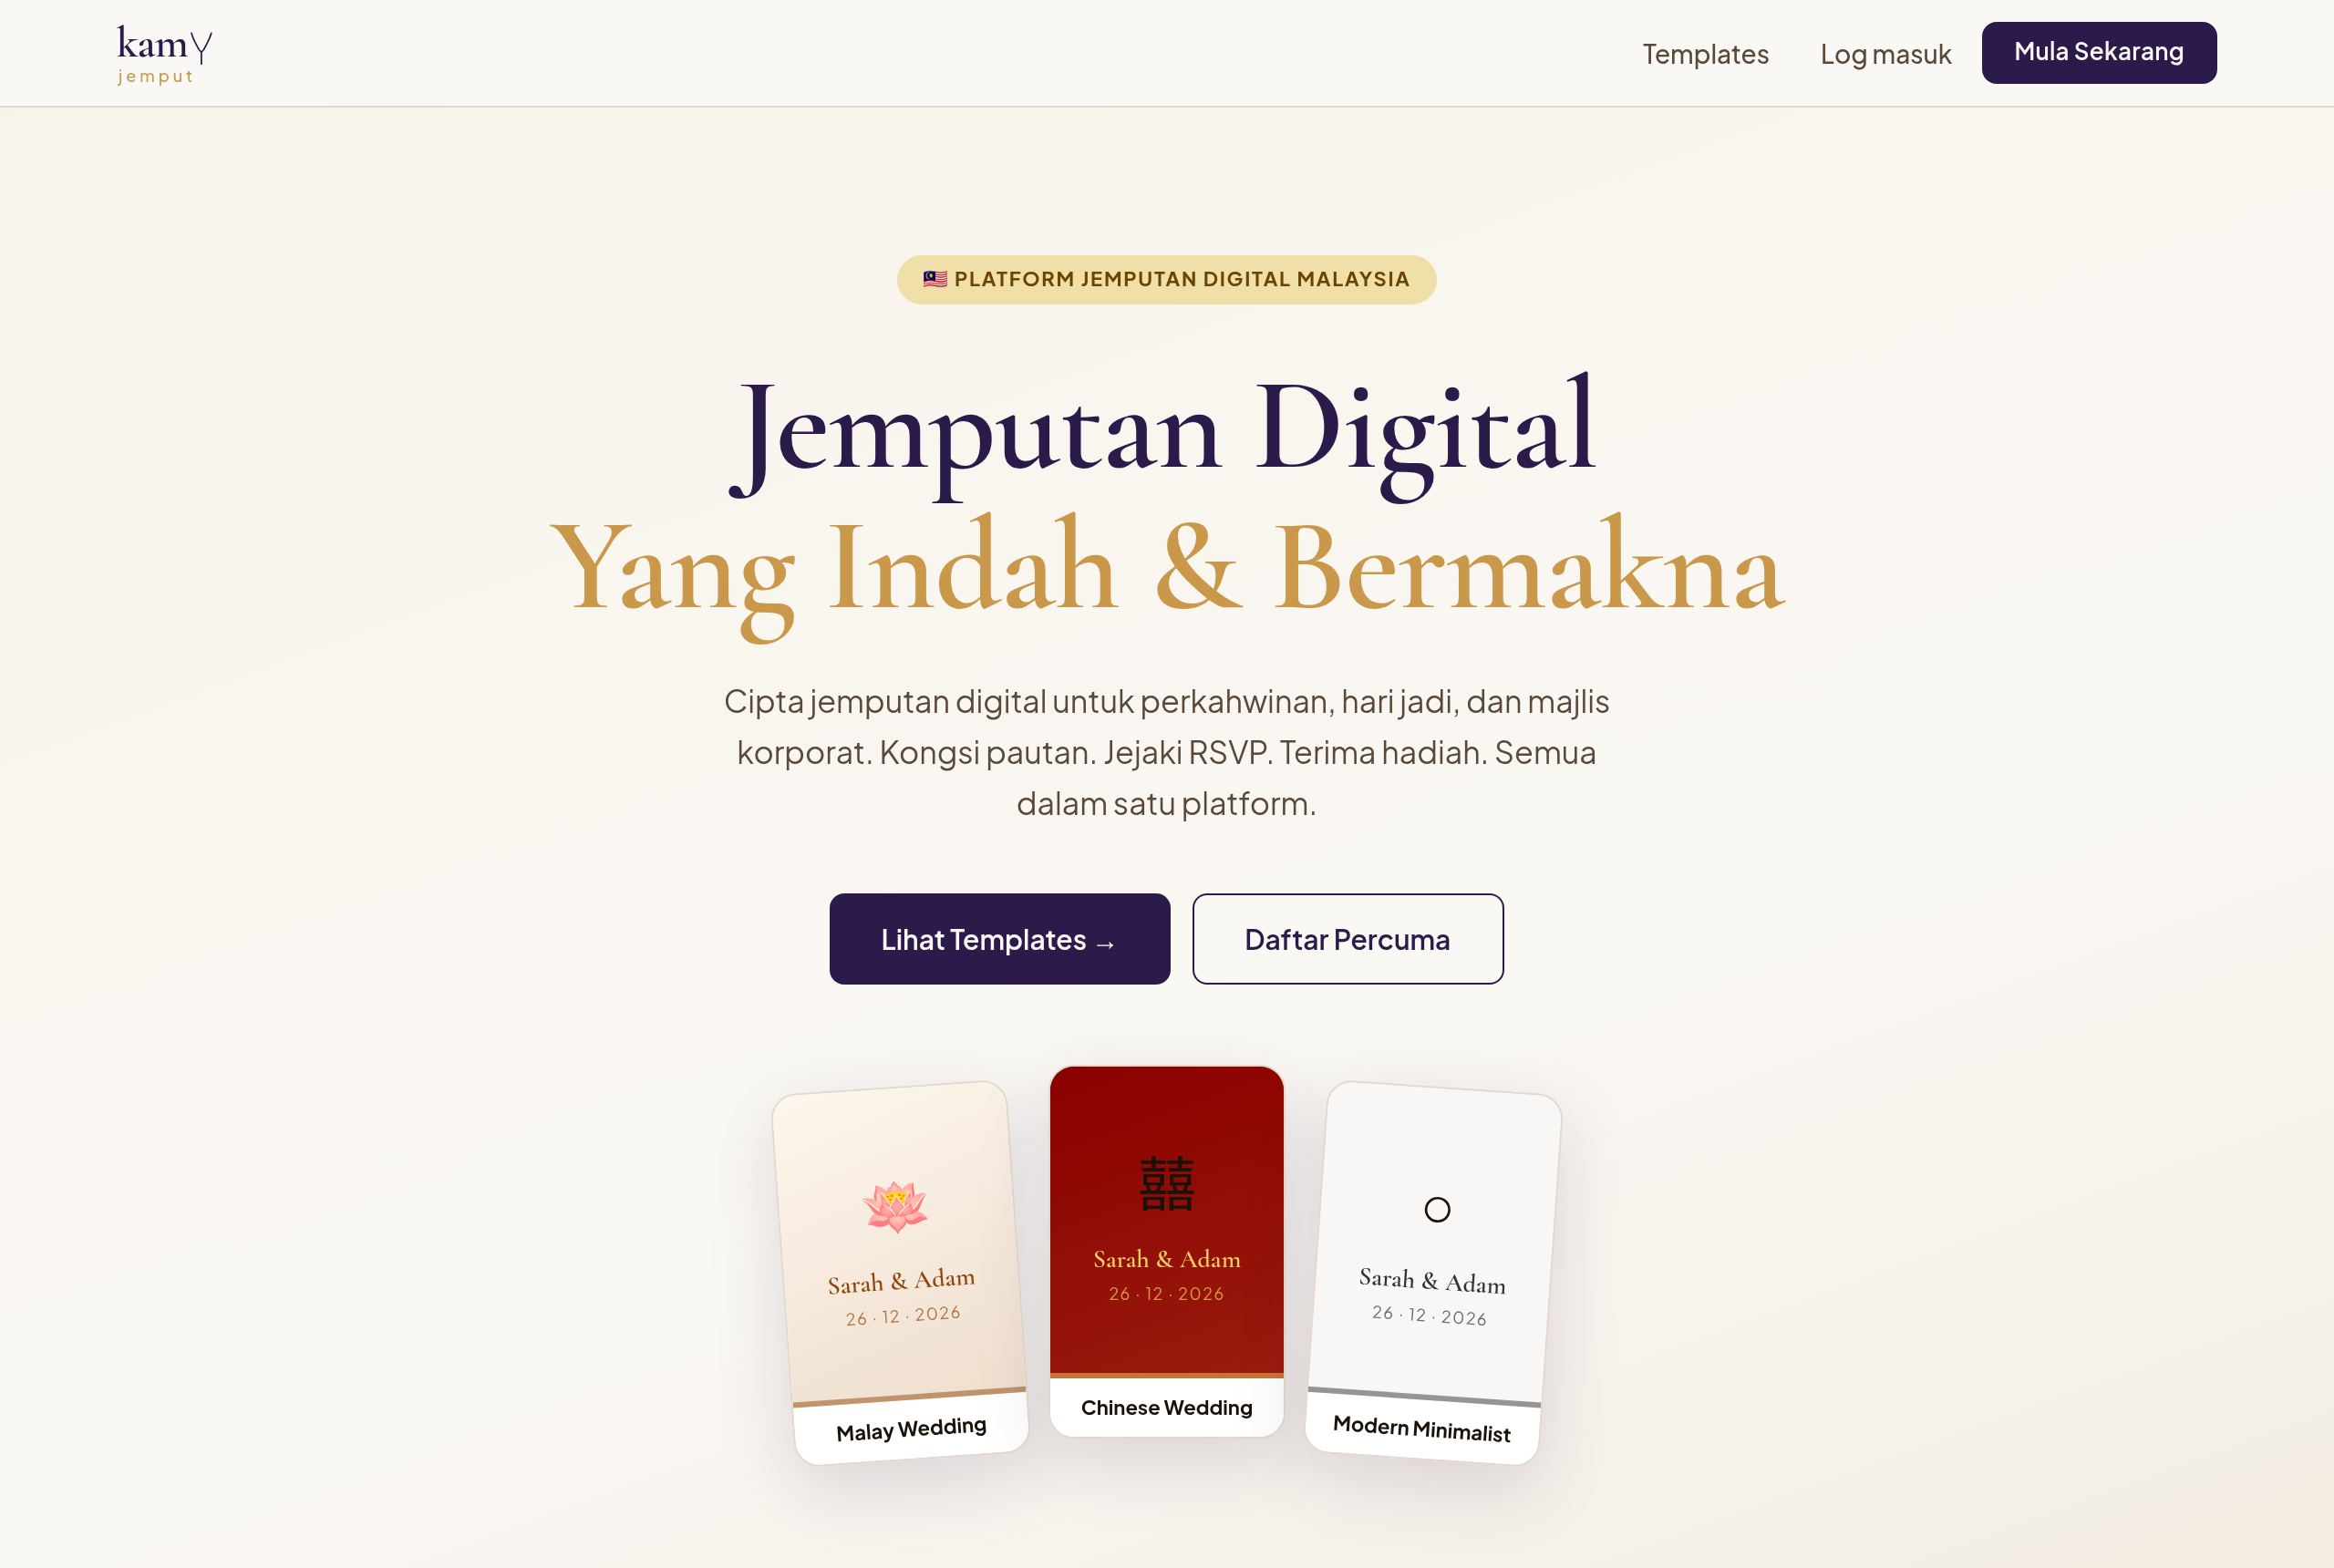 kamy
jemput
Templates
Log masuk
Mula Sekarang
🇲🇾 PLATFORM JEMPUTAN DIGITAL MALAYSIA
Jemputan Digital
Yang Indah & Bermakna
Cipta jemputan digital untuk perkahwinan, hari jadi, dan majlis
korporat. Kongsi pautan. Jejaki RSVP. Terima hadiah. Semua
dalam satu platform.
Lihat Templates →
Daftar Percuma
Sarah & Adam
26 · 12 · 2026
Malay Wedding
囍
Sarah & Adam
26 · 12 · 2026
Chinese Wedding
Sarah & Adam
26 · 12 · 2026
Modern Minimalist